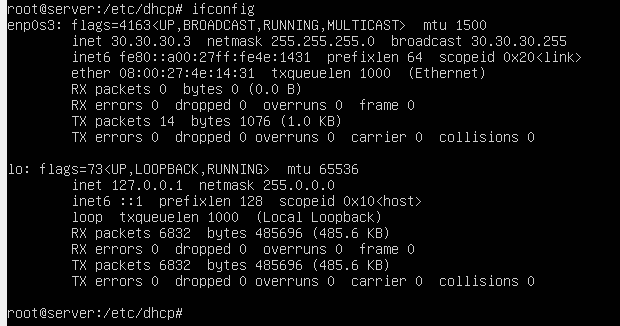 root@server:/etc/dhcp# ifconfig
enp0s3: flags=4163<UP,BROADCAST,RUNNING,MULTICAST>  mtu 1500
        inet 30.30.30.3  netmask 255.255.255.0  broadcast 30.30.30.255
        inet6 fe80::a00:27ff:fe4e:1431  prefixlen 64  scopeid 0x20<link>
        ether 08:00:27:4e:14:31  txqueuelen 1000  (Ethernet)
        RX packets 0  bytes 0 (0.0 B)
        RX errors 0  dropped 0  overruns 0  frame 0
        TX packets 14  bytes 1076 (1.0 KB)
        TX errors 0  dropped 0 overruns 0  carrier 0  collisions 0
lo: flags=73<UP,LOOPBACK,RUNNING>  mtu 65536
        inet 127.0.0.1  netmask 255.0.0.0
        inet6 ::1  prefixlen 128  scopeid 0x10<host>
        loop  txqueuelen 1000  (Local Loopback)
        RX packets 6832  bytes 485696 (485.6 KB)
        RX errors 0  dropped 0  overruns 0  frame 0
        TX packets 6832  bytes 485696 (485.6 KB)
        TX errors 0  dropped 0 overruns 0  carrier 0  collisions 0
root@server:/etc/dhcp#